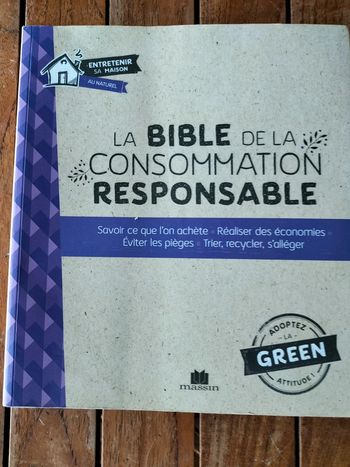 ENTRETENIR
SA MAISON
AU NATUREL
LA BIBLE DE LA
CONSOMMATION
RESPONSABLE
Savoir ce que l'on achète • Réaliser des économies •
Éviter les pièges • Trier, recycler, s'alléger
ADOPTEZ
- LA -
GREEN
ATTITUDE !
massin